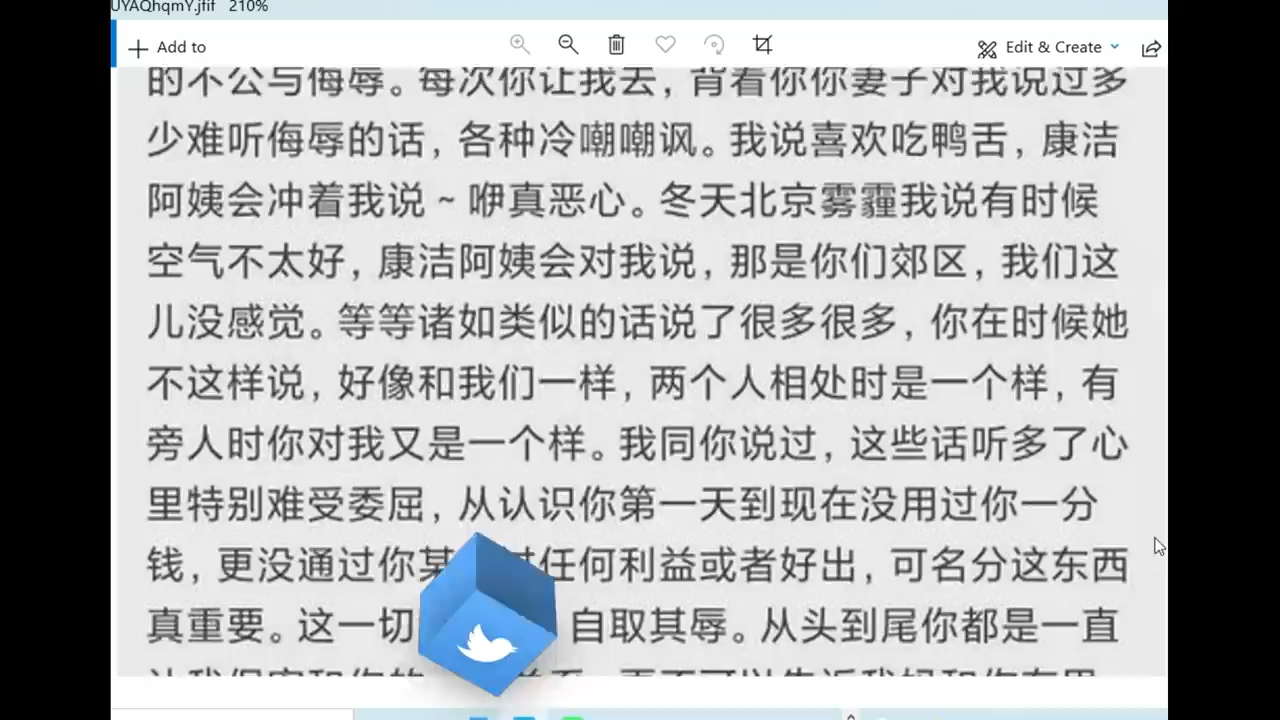 UYAQhqmY.jfif 210%
Add to
Edit & Create
的不公与侮辱。每次你让我去，背着你你妻子对我说过多
少难听侮辱的话，各种冷嘲嘲讽。我说喜欢吃鸭舌，康洁
阿姨会冲着我说～咿真恶心。冬天北京雾霾我说有时候
空气不太好，康洁阿姨会对我说，那是你们郊区，我们这
儿没感觉。等等诸如类似的话说了很多很多，你在时候她
不这样说，好像和我们一样，两个人相处时是一个样，有
旁人时你对我又是一个样。我同你说过，这些话听多了心
里特别难受委屈，从认识你第一天到现在没用过你一分
钱，更没通过你某 过任何利益或者好出，可名分这东西
真重要。这一切 自取其辱。从头到尾你都是一直